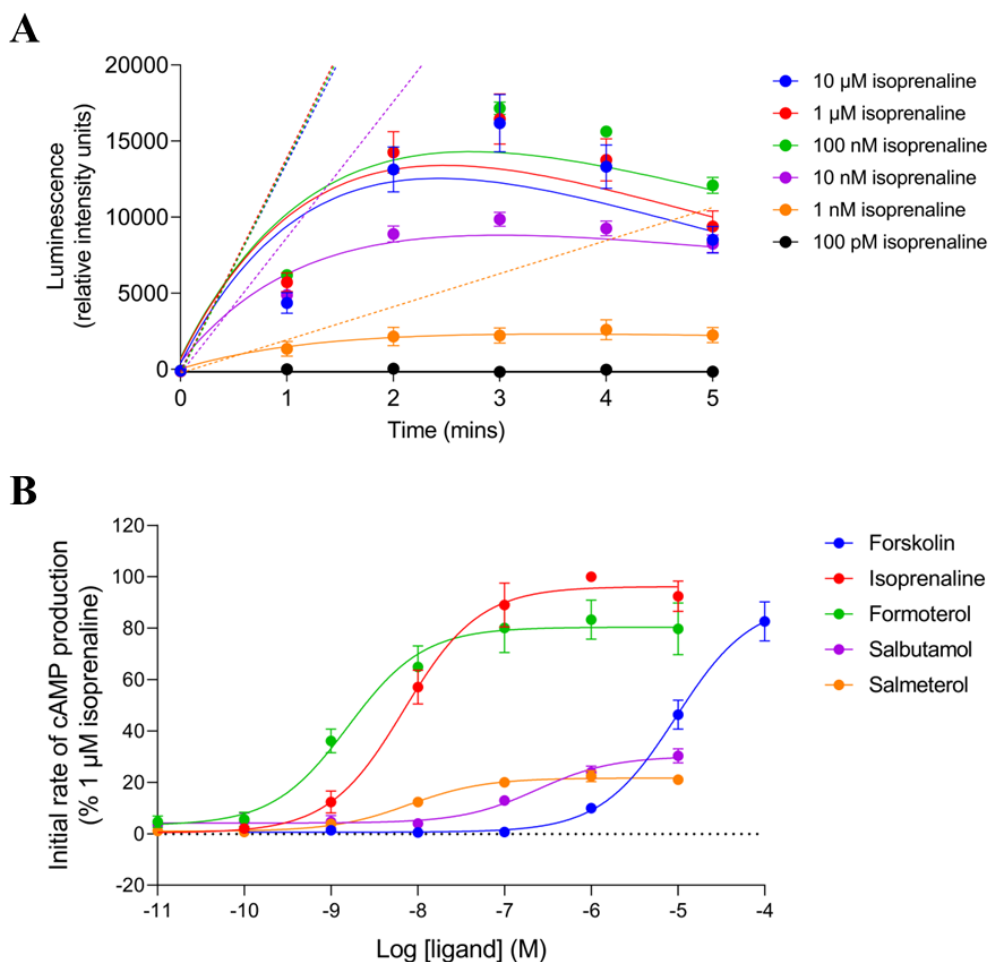 A
Luminescence
(relative intensity units)
20000
15000
10000
5000
0
0 1 2 3 4 5
Time (mins)
10 µM isoprenaline
1 µM isoprenaline
100 nM isoprenaline
10 nM isoprenaline
1 nM isoprenaline
100 pM isoprenaline
B
Initial rate of cAMP production
(% 1 µM isoprenaline)
120
100
80
60
40
20
0
-20
-11 -10 -9 -8 -7 -6 -5 -4
Log [ligand] (M)
Forskolin
Isoprenaline
Formoterol
Salbutamol
Salmeterol